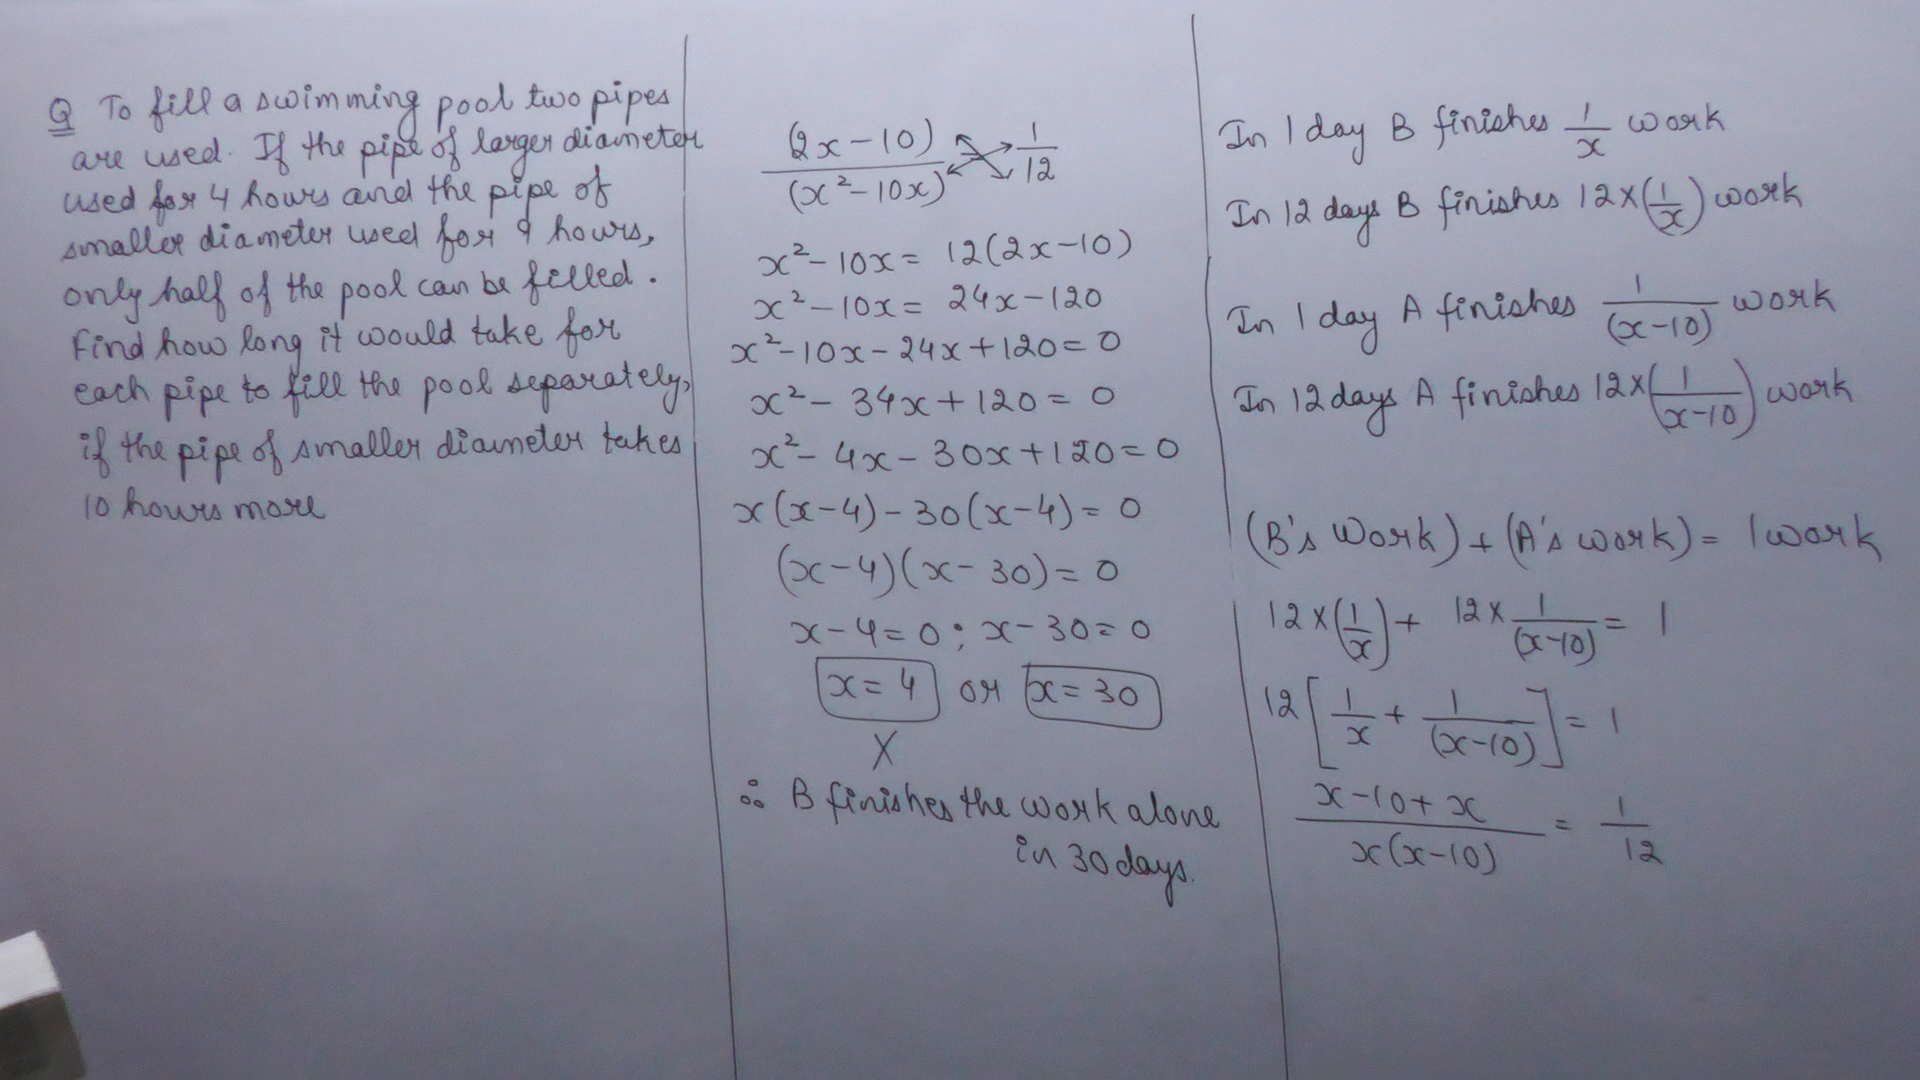 Q To fill a swimming pool two pipes
are used. If the pipe of larger diameter
used for 4 hours and the pipe of
smaller diameter used for 9 hours,
only half of the pool can be filled.
Find how long it would take for
each pipe to fill the pool separately,
if the pipe of smaller diameter takes
10 hours more
(2x-10)/(x²-10x) 1/12
x²-10x = 12(2x-10)
x²-10x = 24x-120
x²-10x-24x+120=0
x²-34x+120=0
x²-4x-30x+120=0
x(x-4)-30(x-4)=0
(x-4)(x-30)=0
x-4=0; x-30=0
x=4 or x=30
X
∴ B finishes the work alone
in 30 days.
In 1 day B finishes 1/x work
In 12 days B finishes 12×(1/x) work
In 1 day A finishes 1/(x-10) work
In 12 days A finishes 12×(1/(x-10)) work
(B's Work) + (A's work) = 1 work
12×(1/x) + 12×1/(x-10) = 1
12[1/x + 1/(x-10)] = 1
x-10+x/x(x-10) = 1/12